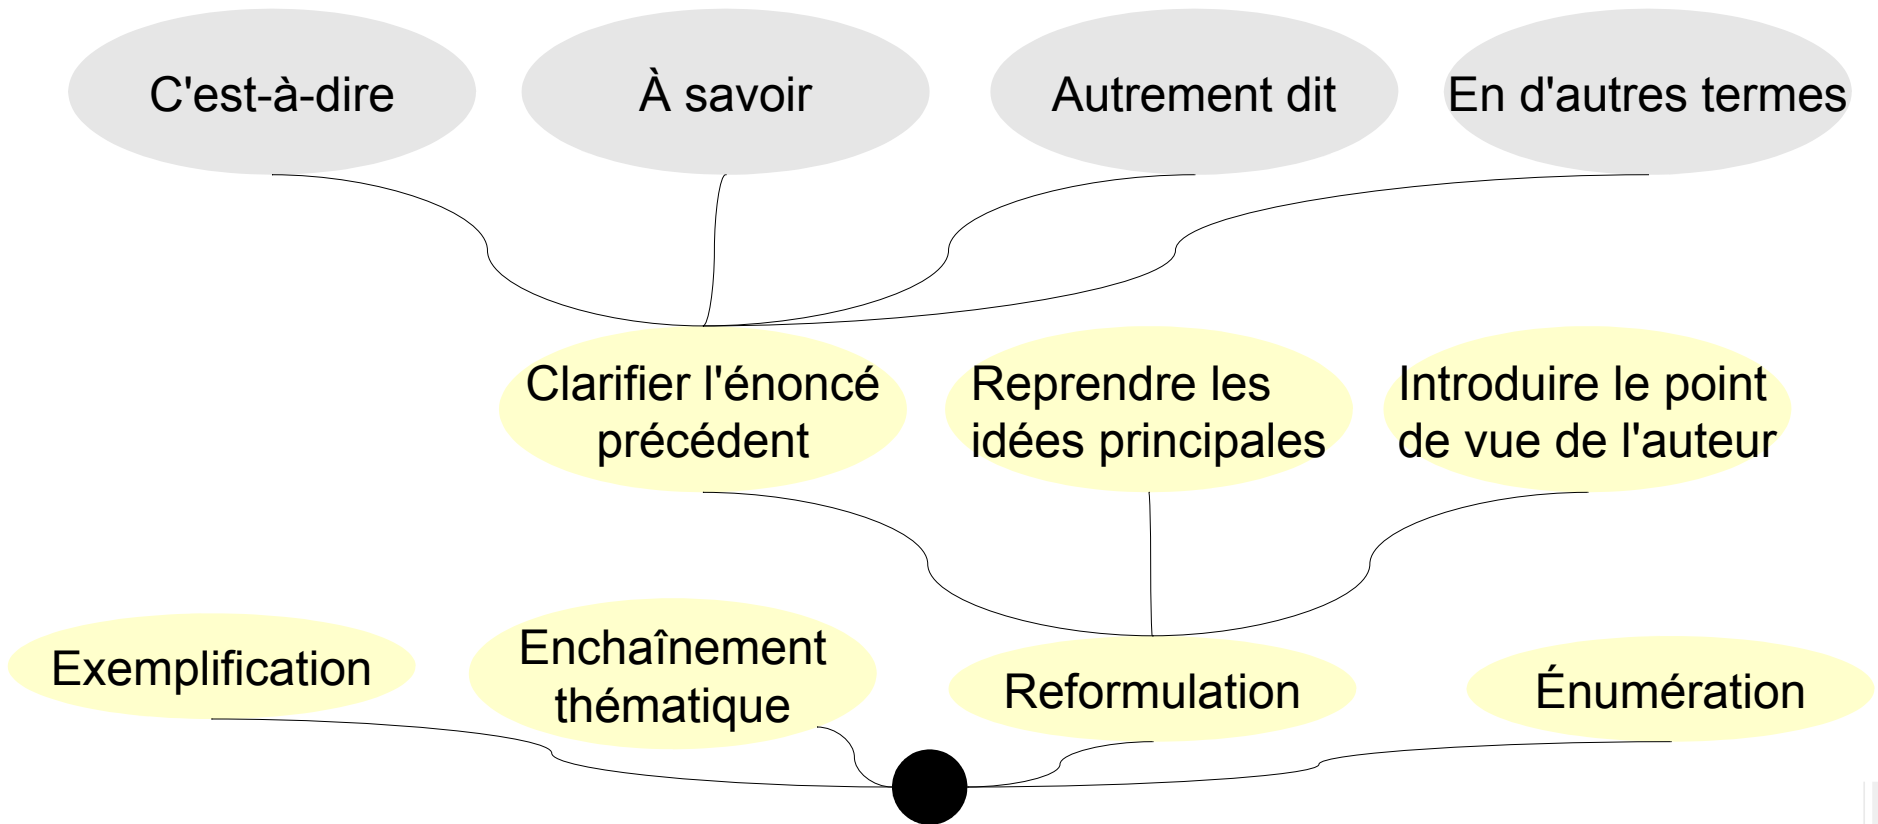 C'est-à-dire
À savoir
Autrement dit
En d'autres termes
Clarifier l'énoncé
précédent
Reprendre les
idées principales
Introduire le point
de vue de l'auteur
Exemplification
Enchaînement
thématique
Reformulation
Énumération